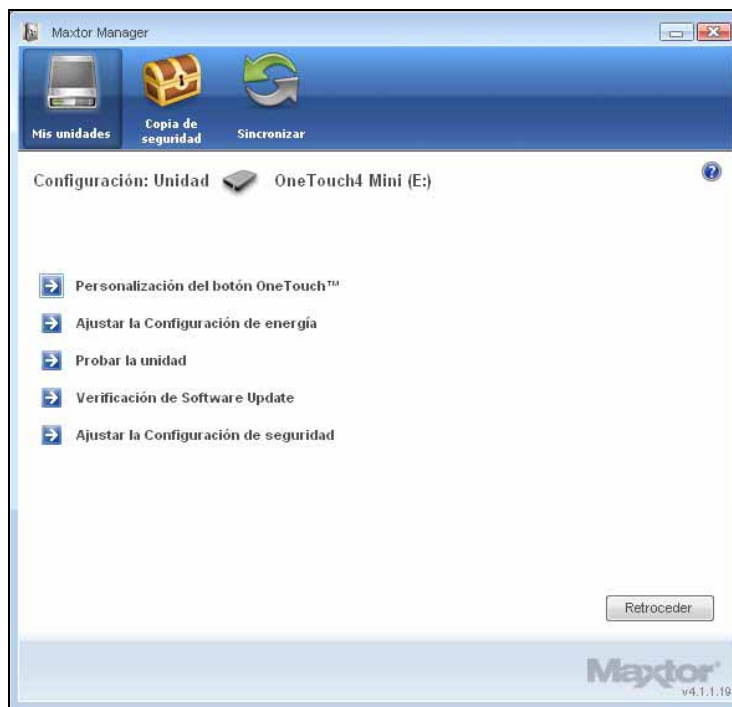 Maxtor Manager
Mis unidades
Copia de
seguridad
Sincronizar
Configuración: Unidad OneTouch4 Mini (E:)
Personalización del botón OneTouch™
Ajustar la Configuración de energía
Probar la unidad
Verificación de Software Update
Ajustar la Configuración de seguridad
Retroceder
Maxtor
v4.1.1.19